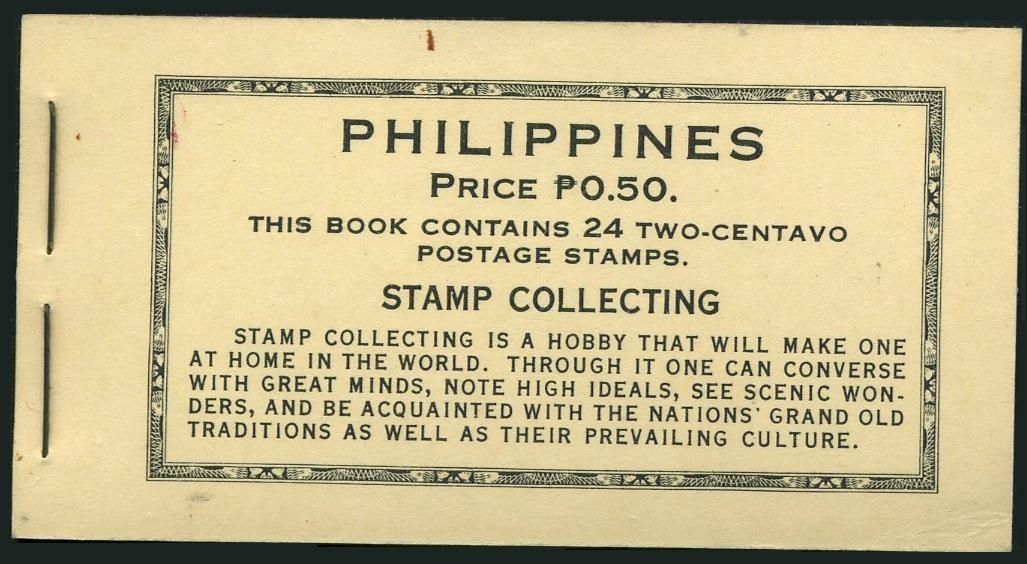 PHILIPPINES
PRICE ₱0.50.
THIS BOOK CONTAINS 24 TWO-CENTAVO
POSTAGE STAMPS.
STAMP COLLECTING
STAMP COLLECTING IS A HOBBY THAT WILL MAKE ONE
AT HOME IN THE WORLD. THROUGH IT ONE CAN CONVERSE
WITH GREAT MINDS, NOTE HIGH IDEALS, SEE SCENIC WON-
DERS, AND BE ACQUAINTED WITH THE NATIONS' GRAND OLD
TRADITIONS AS WELL AS THEIR PREVAILING CULTURE.